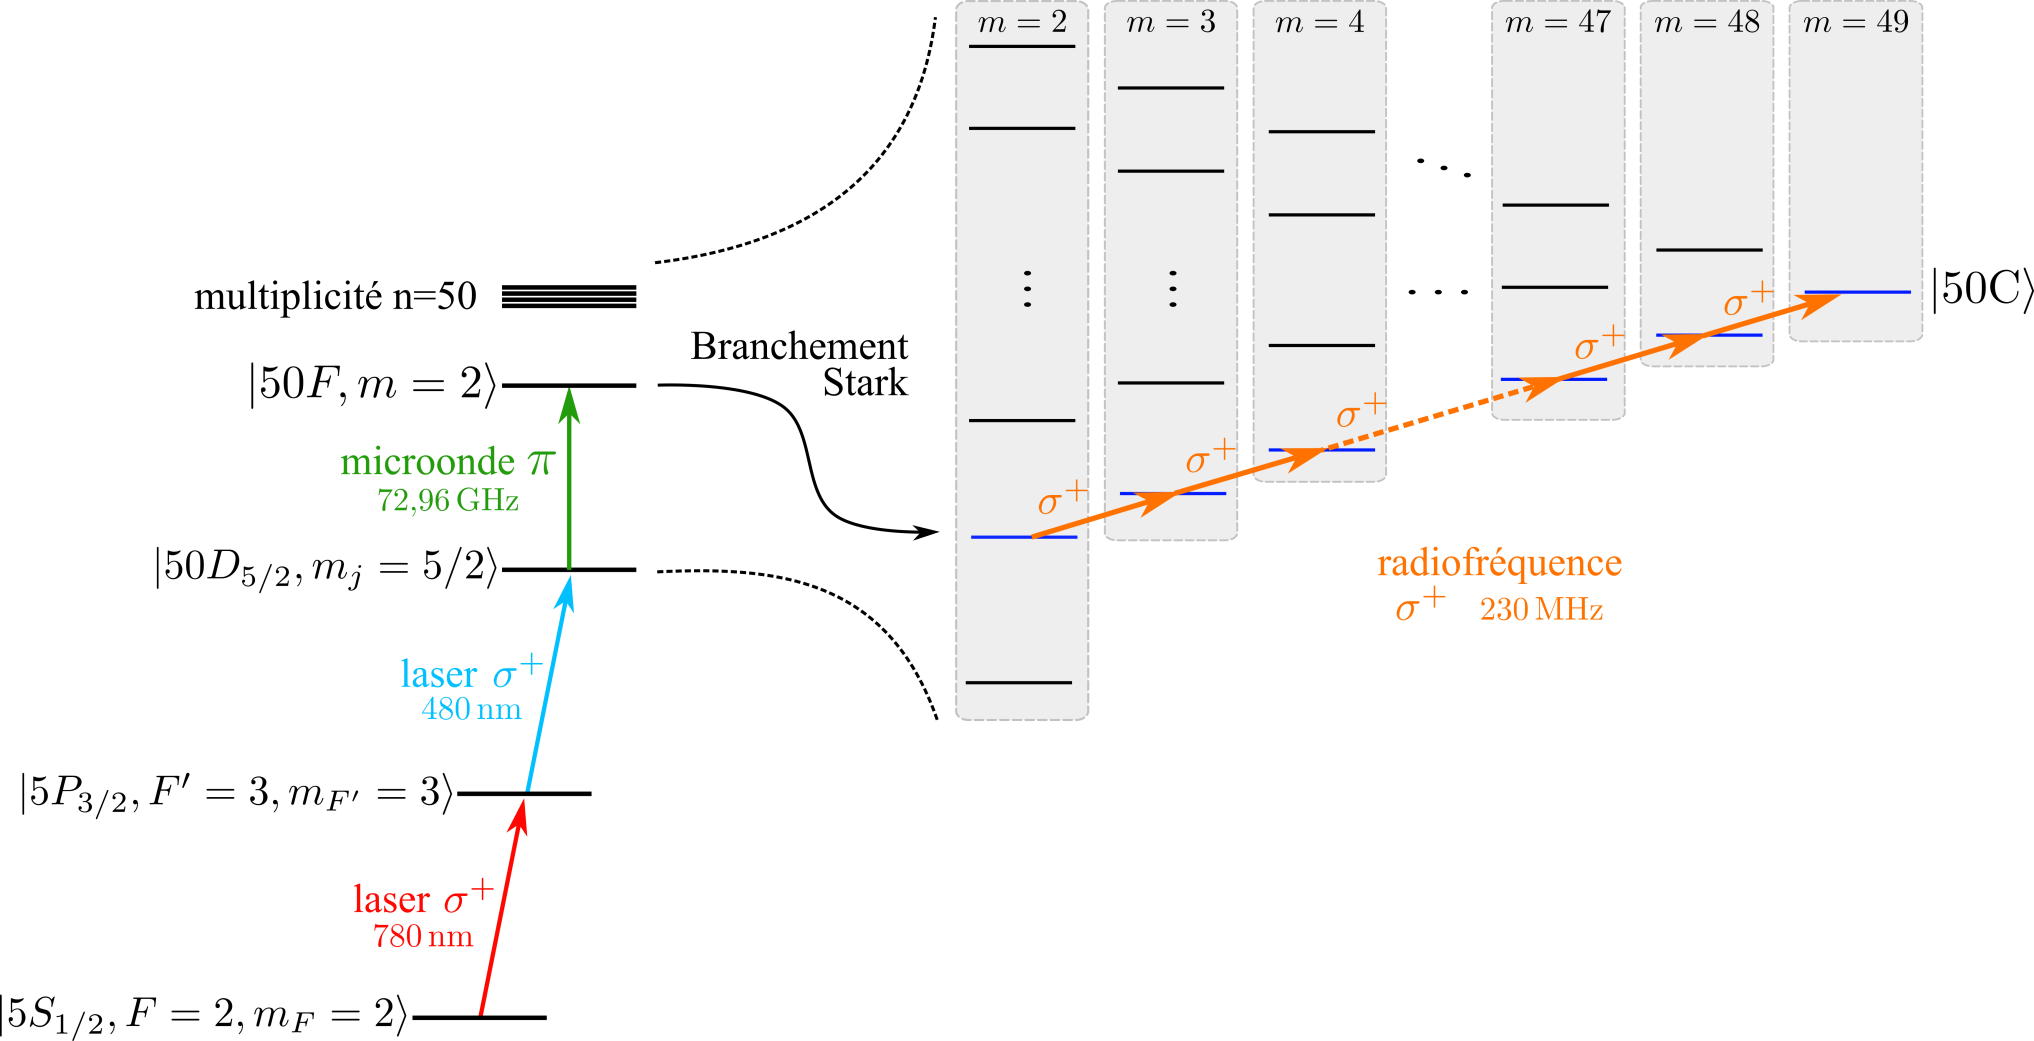 m = 2
m = 3
m = 4
m = 47
m = 48
m = 49
multiplicité n=50
|50F, m = 2⟩
Branchement
Stark
microonde π
72,96 GHz
|50D₅/₂, mⱼ = 5/2⟩
laser σ⁺
480 nm
|5P₃/₂, F′ = 3, m_F′ = 3⟩
laser σ⁺
780 nm
|5S₁/₂, F = 2, m_F = 2⟩
σ⁺
σ⁺
σ⁺
σ⁺
σ⁺
|50C⟩
radiofréquence
σ⁺ 230 MHz